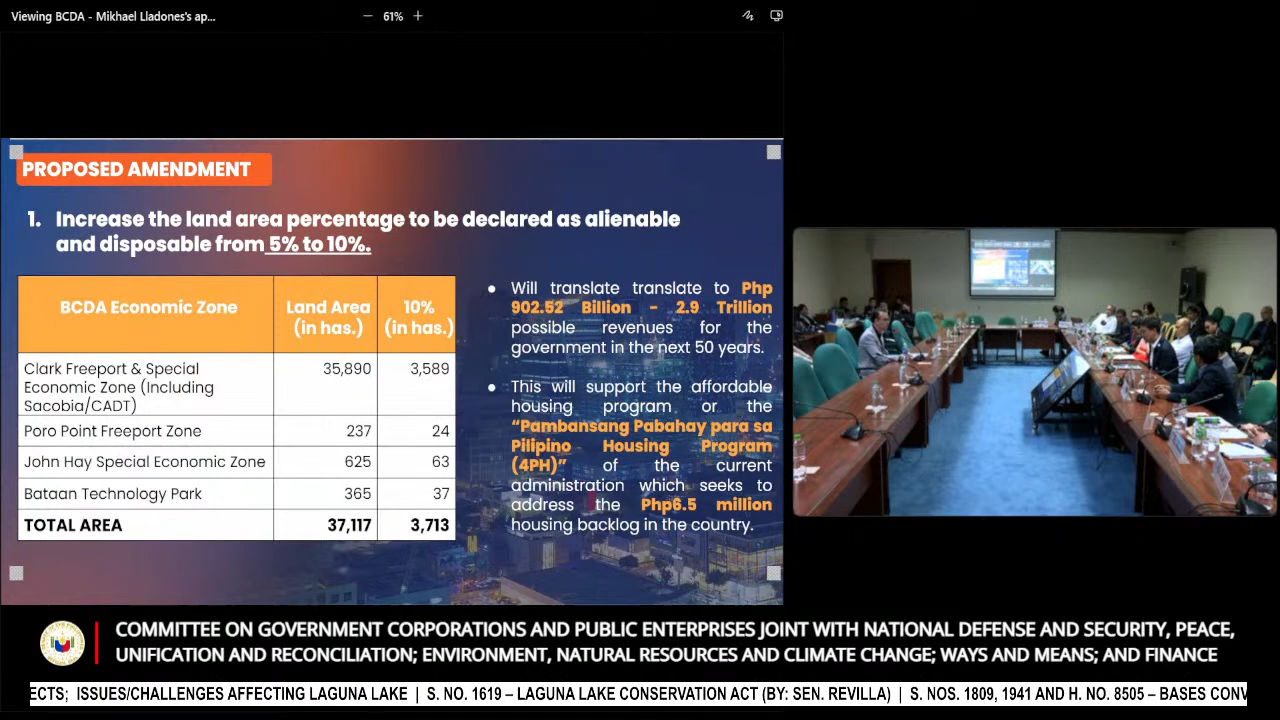 Viewing BCDA - Mikhael Lladones's ap...
61%
PROPOSED AMENDMENT
1. Increase the land area percentage to be declared as alienable
and disposable from 5% to 10%.
BCDA Economic Zone
Land Area
(in has.)
10%
(in has.)
Clark Freeport & Special
Economic Zone (Including
Sacobia/CADT)
35,890
3,589
Poro Point Freeport Zone
237
24
John Hay Special Economic Zone
625
63
Bataan Technology Park
365
37
TOTAL AREA
37,117
3,713
• Will translate translate to Php
902.52 Billion - 2.9 Trillion
possible revenues for the
government in the next 50 years.
• This will support the affordable
housing program or the
“Pambansang Pabahay para sa
Pilipino Housing Program
(4PH)” of the current
administration which seeks to
address the Php6.5 million
housing backlog in the country.
COMMITTEE ON GOVERNMENT CORPORATIONS AND PUBLIC ENTERPRISES JOINT WITH NATIONAL DEFENSE AND SECURITY, PEACE,
UNIFICATION AND RECONCILIATION; ENVIRONMENT, NATURAL RESOURCES AND CLIMATE CHANGE; WAYS AND MEANS; AND FINANCE
ECTS; ISSUES/CHALLENGES AFFECTING LAGUNA LAKE | S. NO. 1619 – LAGUNA LAKE CONSERVATION ACT (BY: SEN. REVILLA) | S. NOS. 1809, 1941 AND H. NO. 8505 – BASES CONV